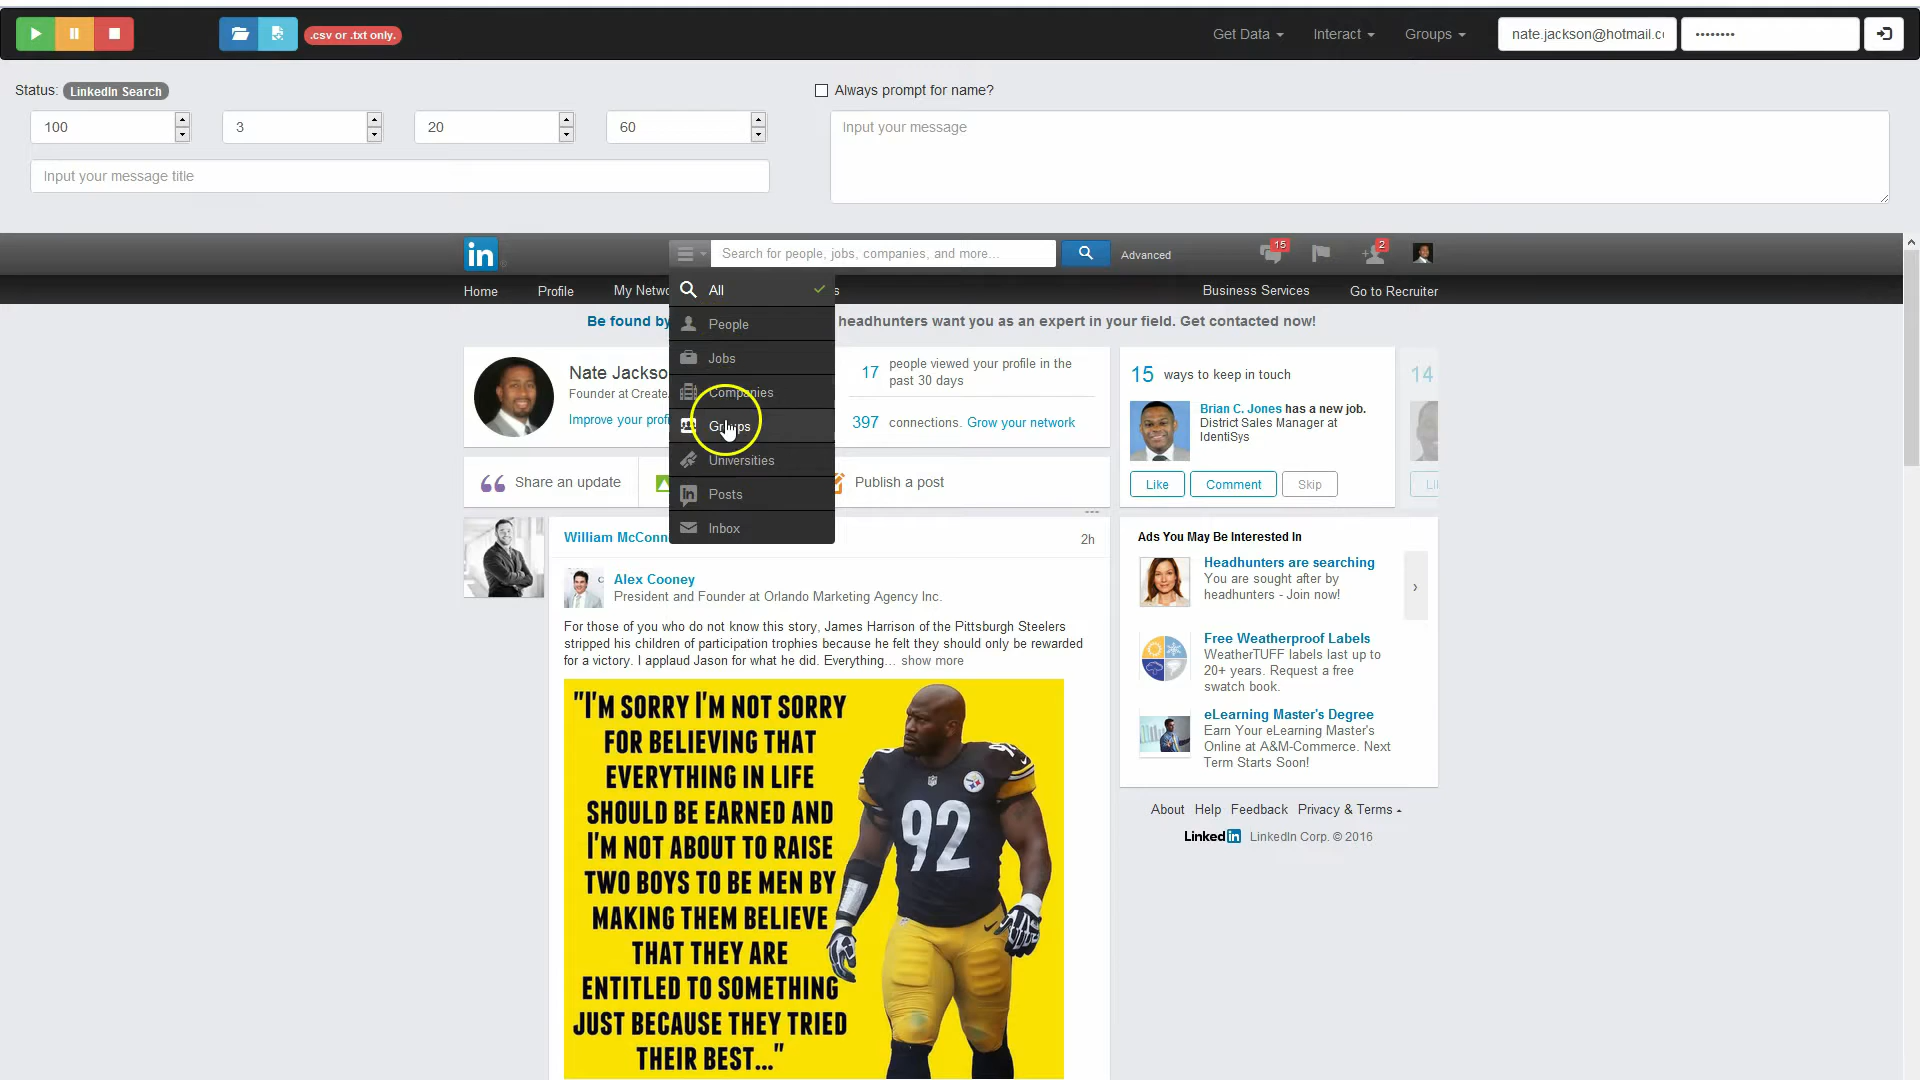 .csv or .txt only.
Get Data
Interact
Groups
nate.jackson@hotmail.c
••••••••
Status: LinkedIn Search
Always prompt for name?
100
3
20
60
Input your message
Input your message title
in
Search for people, jobs, companies, and more...
Advanced
15
2
Home
Profile
My Netwo
s
Business Services
Go to Recruiter
All
People
Jobs
Companies
Groups
Universities
Posts
Inbox
Be found by
headhunters want you as an expert in your field. Get contacted now!
Nate Jackso
Founder at Create.
Improve your profi
17 people viewed your profile in the
past 30 days
397 connections. Grow your network
15 ways to keep in touch
14
Brian C. Jones has a new job.
District Sales Manager at
IdentiSys
Like
Comment
Skip
Li
Share an update
Publish a post
William McConn
2h
Alex Cooney
President and Founder at Orlando Marketing Agency Inc.
For those of you who do not know this story, James Harrison of the Pittsburgh Steelers
stripped his children of participation trophies because he felt they should only be rewarded
for a victory. I applaud Jason for what he did. Everything... show more
"I'M SORRY I'M NOT SORRY
FOR BELIEVING THAT
EVERYTHING IN LIFE
SHOULD BE EARNED AND
I'M NOT ABOUT TO RAISE
TWO BOYS TO BE MEN BY
MAKING THEM BELIEVE
THAT THEY ARE
ENTITLED TO SOMETHING
JUST BECAUSE THEY TRIED
THEIR BEST..."
92
Ads You May Be Interested In
Headhunters are searching
You are sought after by
headhunters - Join now!
Free Weatherproof Labels
WeatherTUFF labels last up to
20+ years. Request a free
swatch book.
eLearning Master's Degree
Earn Your eLearning Master's
Online at A&M-Commerce. Next
Term Starts Soon!
About
Help
Feedback
Privacy & Terms
Linked in
LinkedIn Corp. © 2016